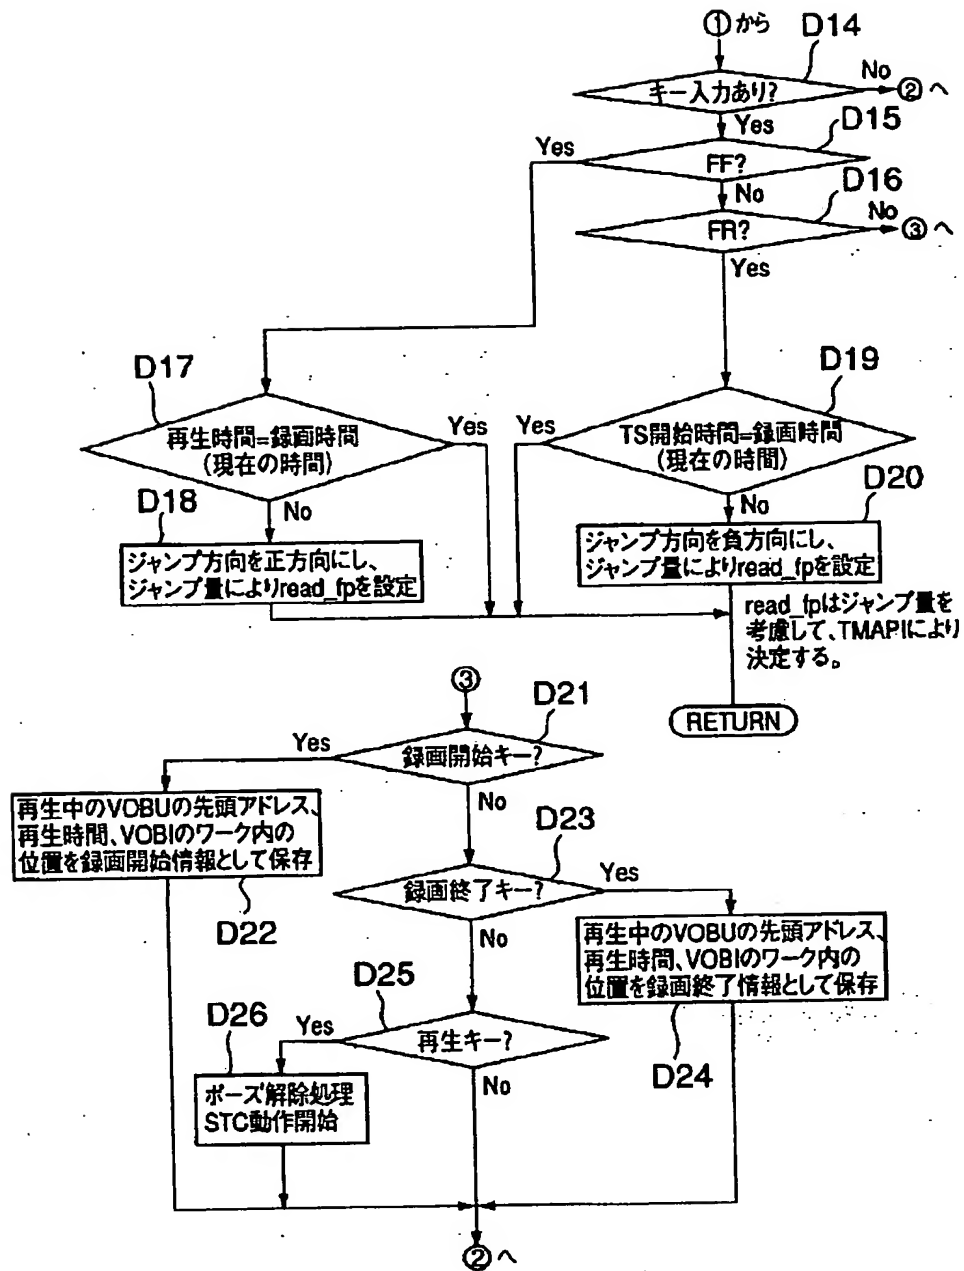 ①から
D14
キー入力あり?
No
②へ
Yes
D15
Yes
FF?
No
D16
FR?
No
③へ
Yes
D17
再生時間=録画時間
(現在の時間)
Yes
No
D19
TS開始時間=録画時間
(現在の時間)
Yes
No
D18
ジャンプ方向を正方向にし、
ジャンプ量によりread_fpを設定
D20
ジャンプ方向を負方向にし、
ジャンプ量によりread_fpを設定
read_fpはジャンプ量を
考慮して、TMAPIにより
決定する。
RETURN
③
D21
Yes
録画開始キー?
No
再生中のVOBUの先頭アドレス、
再生時間、VOBIのワーク内の
位置を録画開始情報として保存
D22
D23
録画終了キー?
Yes
No
再生中のVOBUの先頭アドレス、
再生時間、VOBIのワーク内の
位置を録画終了情報として保存
D24
D25
Yes
再生キー?
No
D26
ポーズ解除処理
STC動作開始
②へ